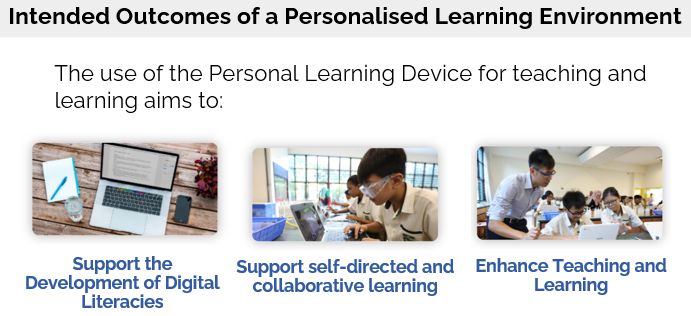 Intended Outcomes of a Personalised Learning Environment
The use of the Personal Learning Device for teaching and
learning aims to:
Support the
Development of Digital
Literacies
Support self-directed and
collaborative learning
Enhance Teaching and
Learning